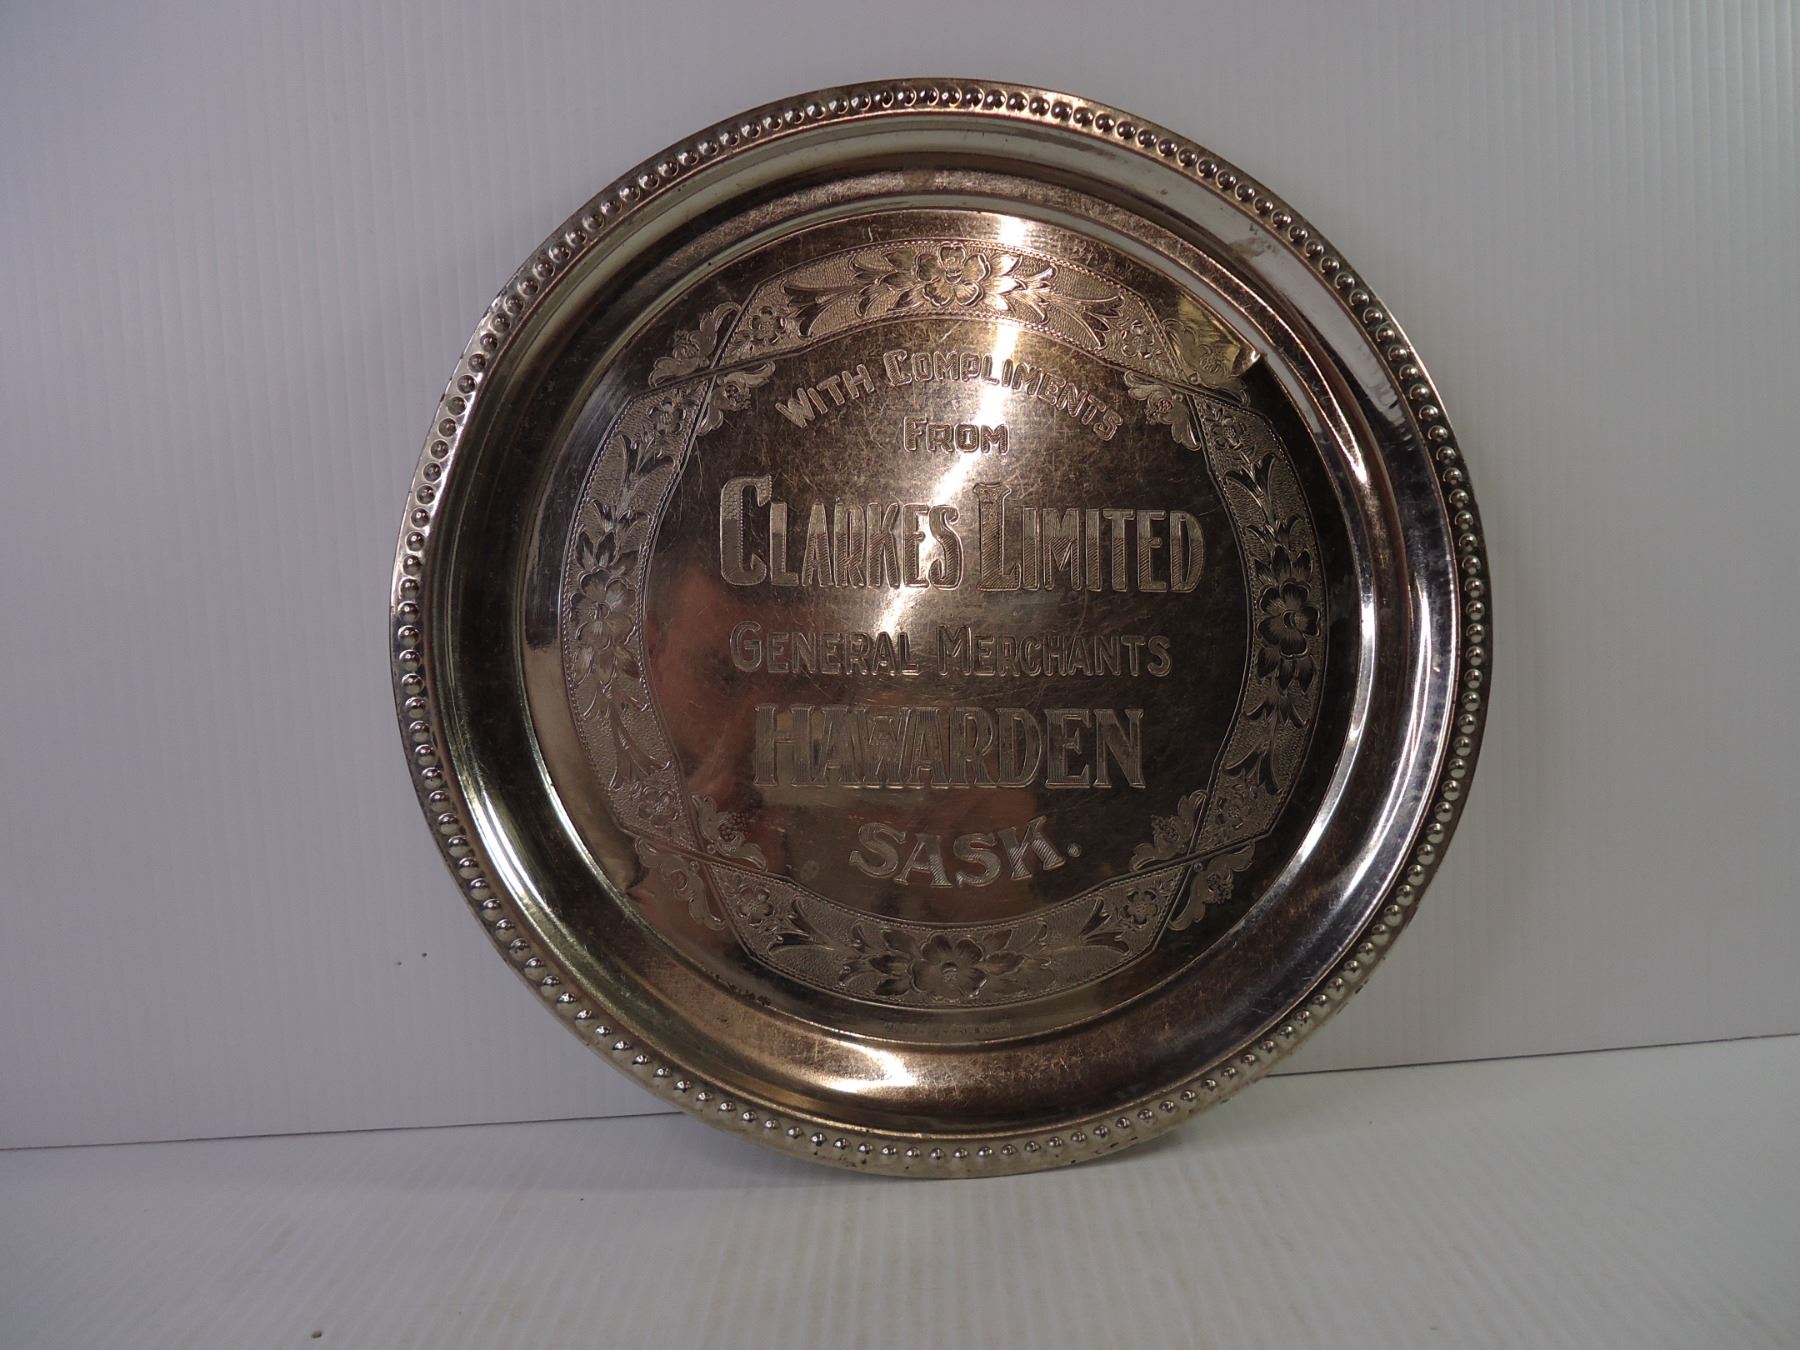 WITH COMPLIMENTS
FROM
CLARKES LIMITED
GENERAL MERCHANTS
HAWARDEN
SASK.